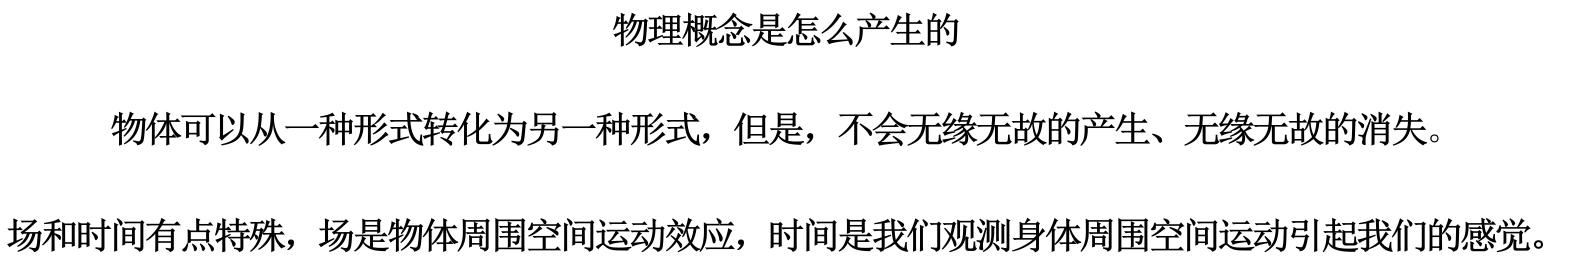 物理概念是怎么产生的
物体可以从一种形式转化为另一种形式，但是，不会无缘无故的产生、无缘无故的消失。
场和时间有点特殊，场是物体周围空间运动效应，时间是我们观测身体周围空间运动引起我们的感觉。